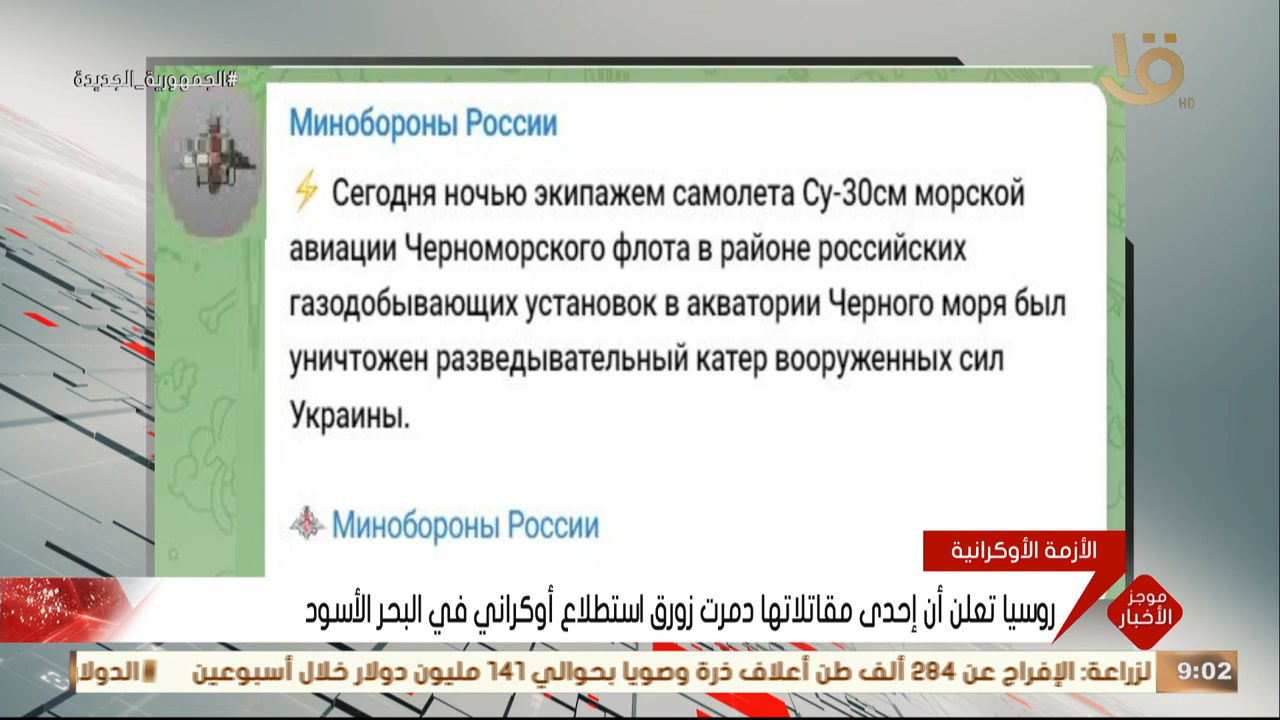 #الجمهورية_الجديدة
HD
Минобороны России
⚡ Сегодня ночью экипажем самолета Су-30см морской
авиации Черноморского флота в районе российских
газодобывающих установок в акватории Черного моря был
уничтожен разведывательный катер вооруженных сил
Украины.
Минобороны России
الأزمة الأوكرانية
موجز
الأخبار
روسيا تعلن أن إحدى مقاتلاتها دمرت زورق استطلاع أوكراني في البحر الأسود
9:02
لزراعة: الإفراج عن 284 ألف طن أعلاف ذرة وصويا بحوالي 141 مليون دولار خلال أسبوعين
الدولا